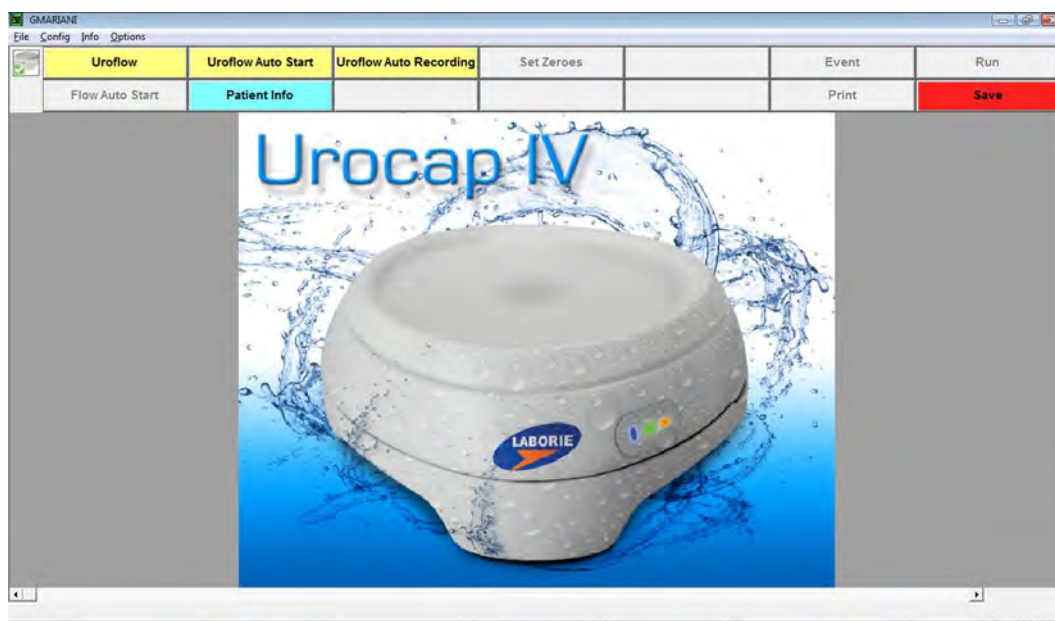 GMARIANI
File Config Info Options
Uroflow Uroflow Auto Start Uroflow Auto Recording Set Zeroes Event Run
Flow Auto Start Patient Info Print Save
Urocap IV
LABORIE